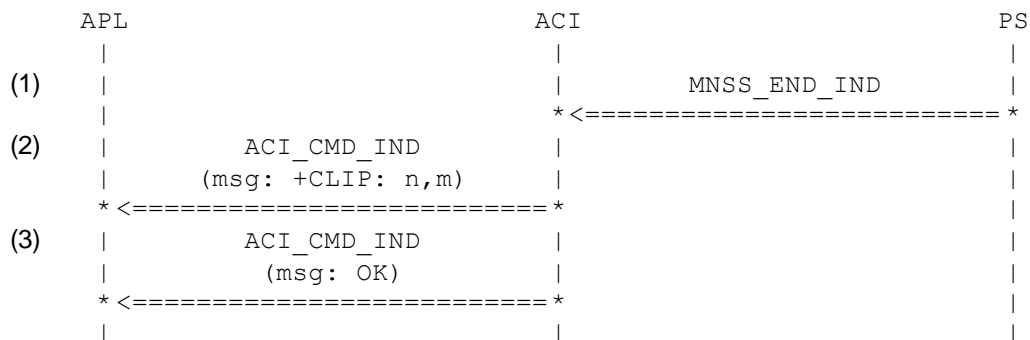 APL ACI PS
| | |
(1) | | MNSS_END_IND |
| *<==========================*
(2) | ACI_CMD_IND | |
| (msg: +CLIP: n,m) | |
*<==========================* |
(3) | ACI_CMD_IND | |
| (msg: OK) | |
*<==========================* |
| | |